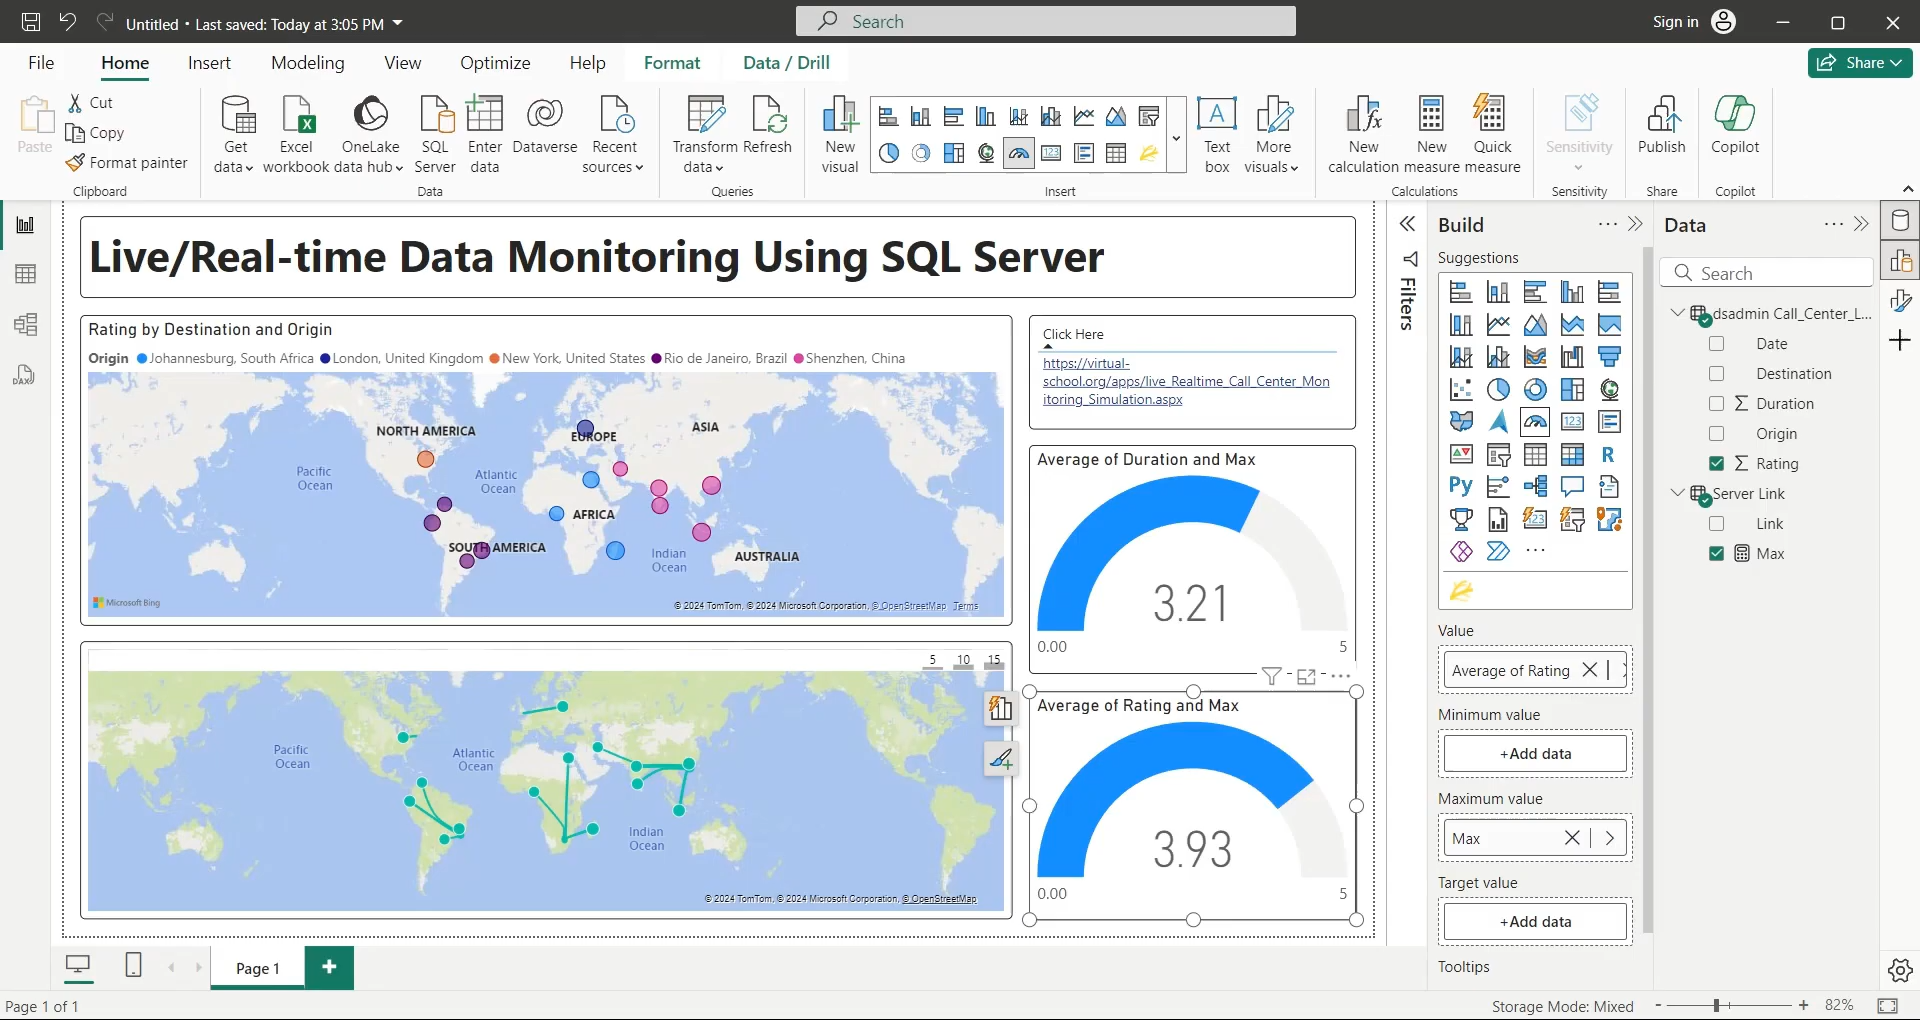 Untitled • Last saved: Today at 3:05 PM
Search
Sign in
File Home Insert Modeling View Optimize Help Format Data / Drill
Share
Paste
Cut
Copy
Format painter
Clipboard
Get data
Excel workbook
OneLake data hub
SQL Server
Enter data
Dataverse
Recent sources
Data
Transform data
Refresh
Queries
New visual
Text box
More visuals
Insert
New calculation
New measure
Quick measure
Calculations
Sensitivity
Sensitivity
Publish
Share
Copilot
Copilot
DAX
Live/Real-time Data Monitoring Using SQL Server
Rating by Destination and Origin
Origin Johannesburg, South Africa London, United Kingdom New York, United States Rio de Janeiro, Brazil Shenzhen, China
NORTH AMERICA
EUROPE
ASIA
Pacific Ocean
Atlantic Ocean
AFRICA
SOUTH AMERICA
Indian Ocean
AUSTRALIA
Microsoft Bing
© 2024 TomTom, © 2024 Microsoft Corporation, © OpenStreetMap Terms
Click Here
https://virtual-
school.org/apps/live_Realtime_Call_Center_Mon
itoring_Simulation.aspx
Average of Duration and Max
3.21
0.00 5
5 10 15
Pacific Ocean
Atlantic Ocean
Indian Ocean
© 2024 TomTom, © 2024 Microsoft Corporation, © OpenStreetMap
Average of Rating and Max
3.93
0.00 5
Filters
Build
Suggestions
R
Py
123
Value
Average of Rating
Minimum value
+Add data
Maximum value
Max
Target value
+Add data
Tooltips
Data
Search
dsadmin Call_Center_L...
Date
Destination
Σ Duration
Origin
Σ Rating
Server Link
Link
Max
Page 1
Page 1 of 1
Storage Mode: Mixed
- + 82%